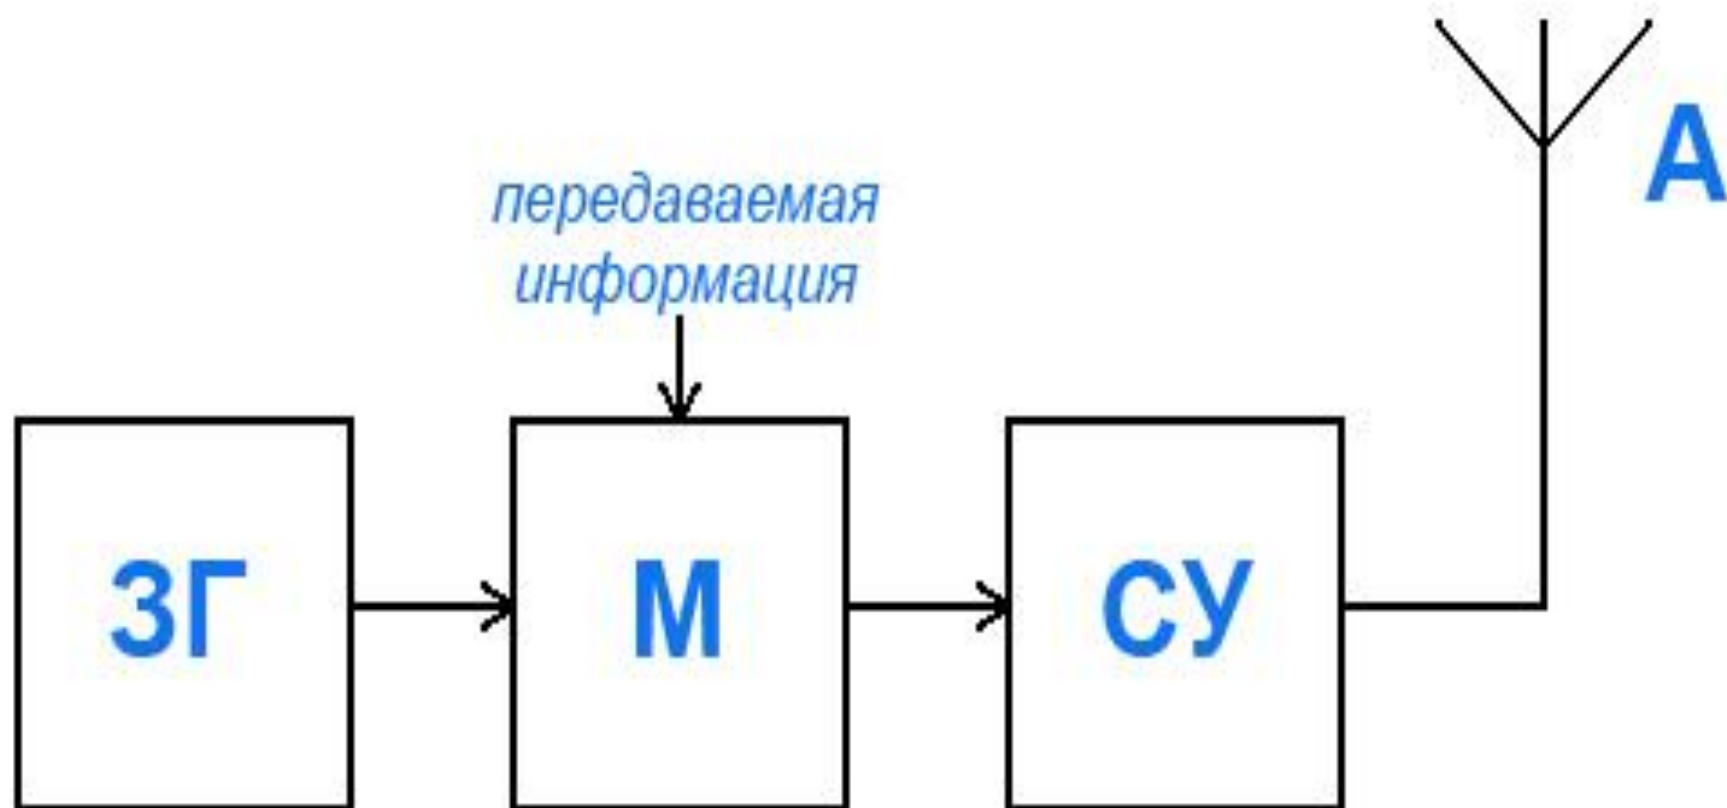 передаваемая
информация
А
ЗГ
М
СУ